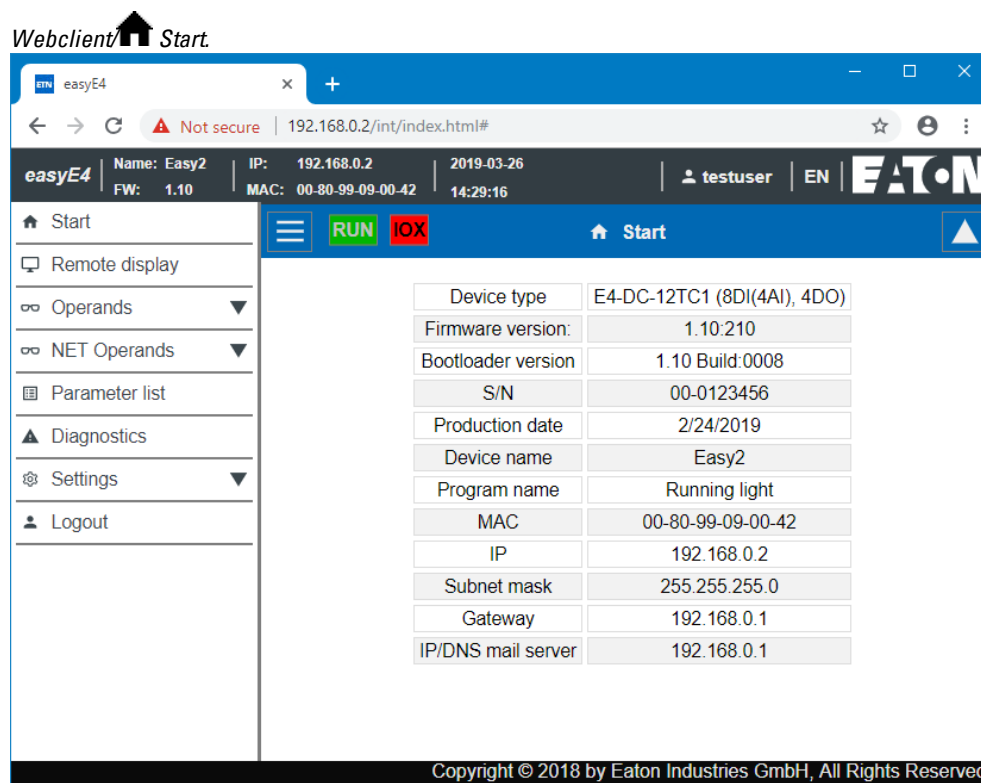 Webclient/ Start.
ETN easyE4
Not secure | 192.168.0.2/int/index.html#
easyE4 Name: Easy2 IP: 192.168.0.2 2019-03-26 testuser EN EATON
FW: 1.10 MAC: 00-80-99-09-00-42 14:29:16
Start
Remote display
Operands
NET Operands
Parameter list
Diagnostics
Settings
Logout
RUN IOX Start
Device type E4-DC-12TC1 (8DI(4AI), 4DO)
Firmware version: 1.10:210
Bootloader version 1.10 Build:0008
S/N 00-0123456
Production date 2/24/2019
Device name Easy2
Program name Running light
MAC 00-80-99-09-00-42
IP 192.168.0.2
Subnet mask 255.255.255.0
Gateway 192.168.0.1
IP/DNS mail server 192.168.0.1
Copyright © 2018 by Eaton Industries GmbH, All Rights Reserved